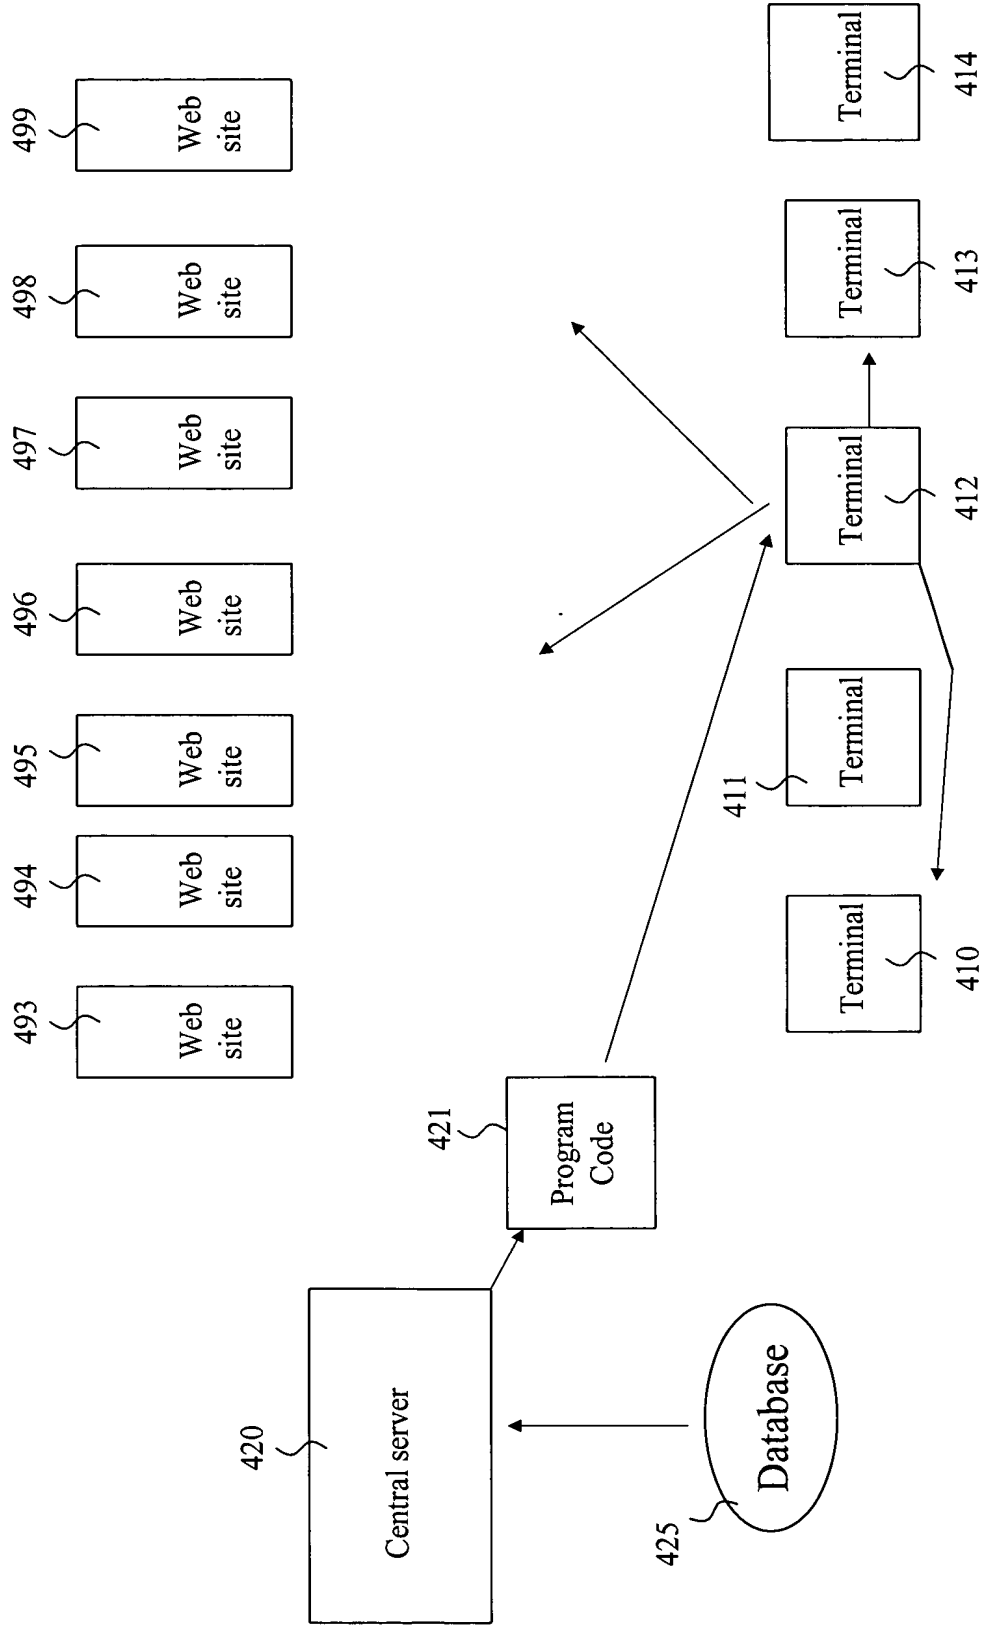 493
494
495
496
497
498
499
Web
site
Web
site
Web
site
Web
site
Web
site
Web
site
Web
site
420
Central server
421
Program
Code
425
Database
411
Terminal
Terminal
Terminal
Terminal
Terminal
410
412
413
414